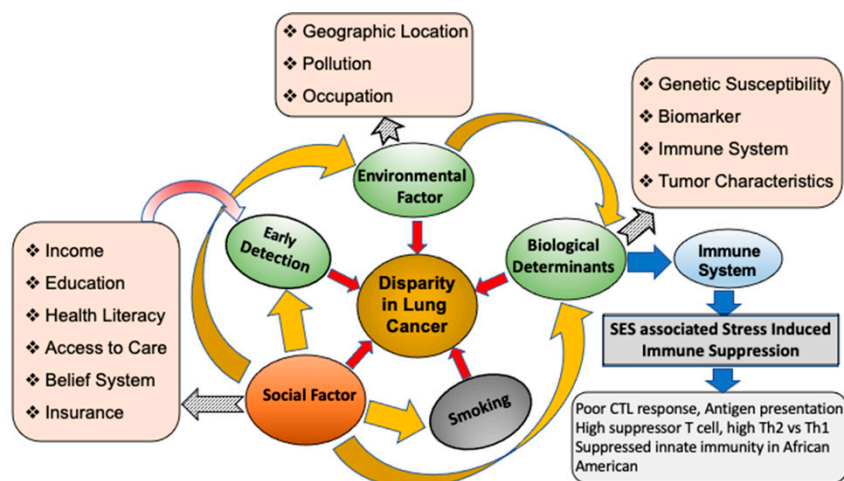 ❖ Geographic Location
❖ Pollution
❖ Occupation
❖ Genetic Susceptibility
❖ Biomarker
❖ Immune System
❖ Tumor Characteristics
Environmental
Factor
❖ Income
❖ Education
❖ Health Literacy
❖ Access to Care
❖ Belief System
❖ Insurance
Early
Detection
Disparity
in Lung
Cancer
Biological
Determinants
Immune
System
Social Factor
Smoking
SES associated Stress Induced
Immune Suppression
Poor CTL response, Antigen presentation
High suppressor T cell, high Th2 vs Th1
Suppressed innate immunity in African
American